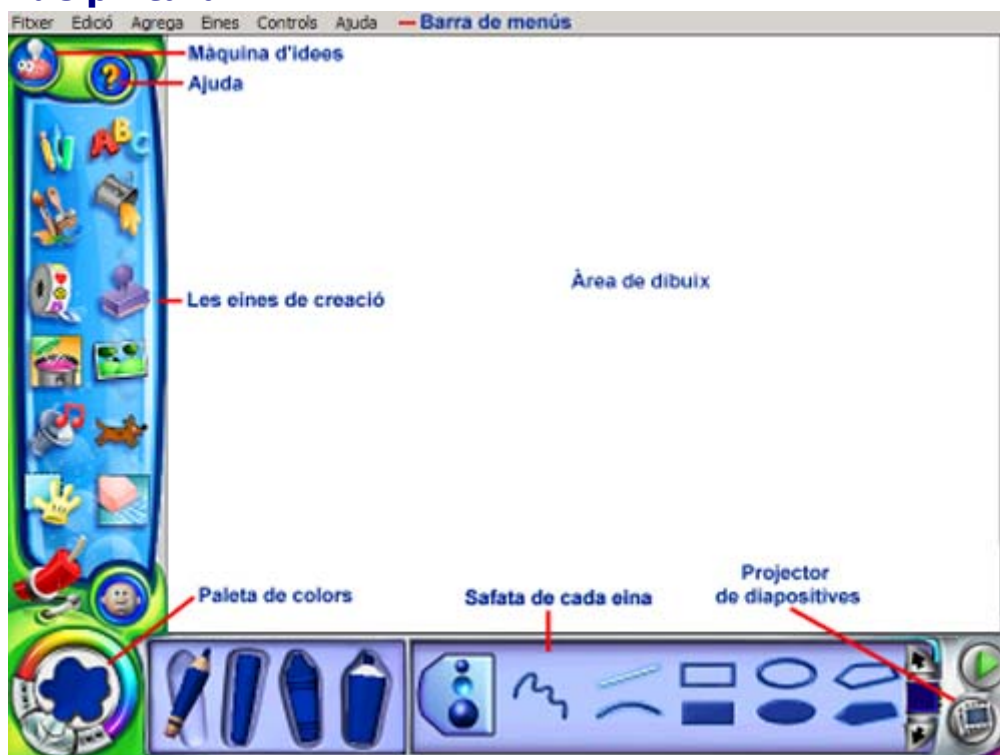 Fitxer Edició Agrega Eines Controls Ajuda Barra de menús
Màquina d'idees
Ajuda
ABC
Àrea de dibuix
Les eines de creació
Projector
de diapositives
Paleta de colors
Safata de cada eina